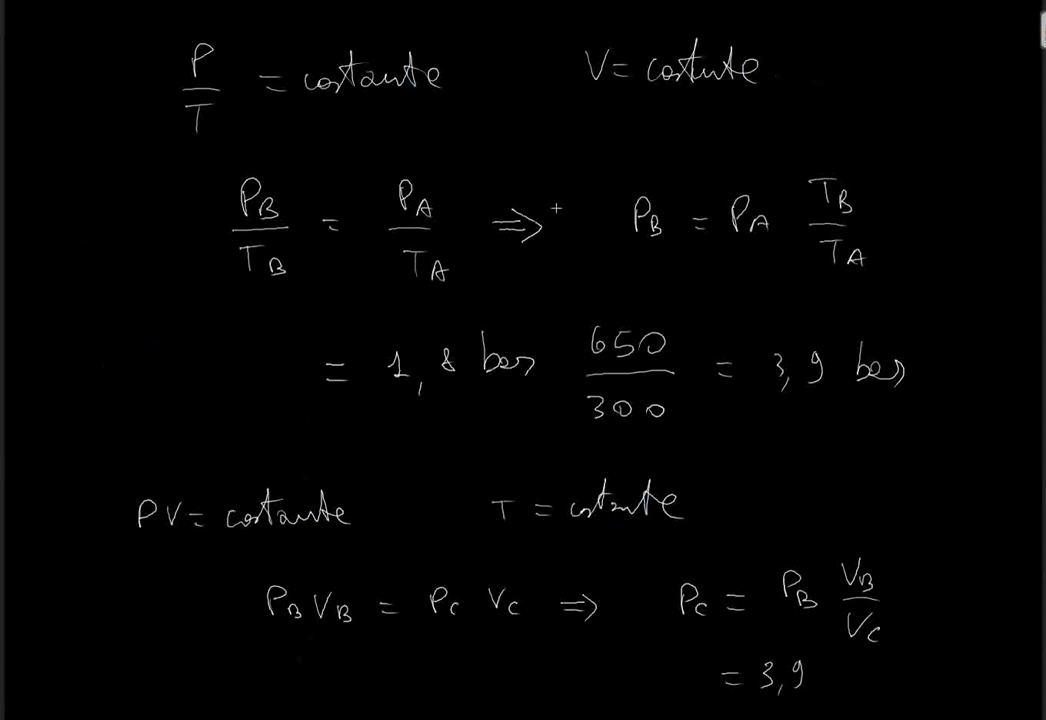 P/T = costante V = costante
P_B/T_B = P_A/T_A ⇒ P_B = P_A T_B/T_A
= 1,8 bar 650/300 = 3,9 bar
PV = costante T = costante
P_B V_B = P_C V_C ⇒ P_C = P_B V_B/V_C
= 3,9